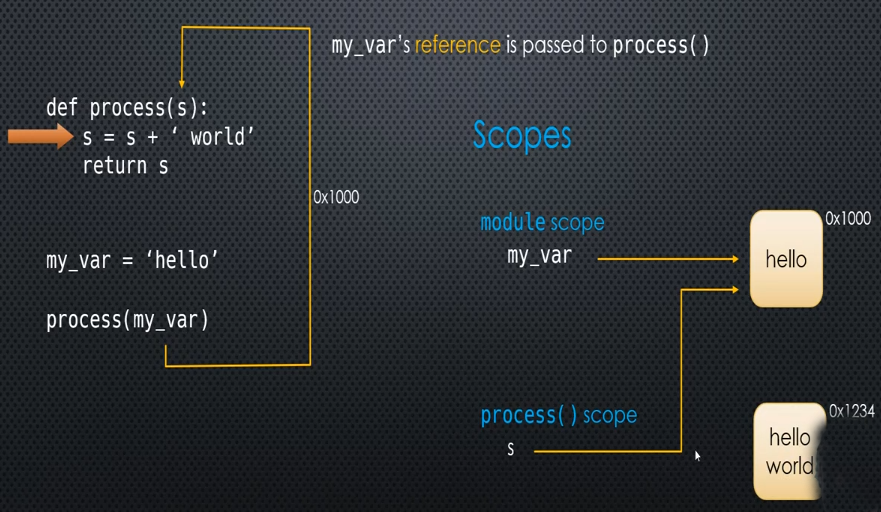 my_var's reference is passed to process()
def process(s):
s = s + ‘ world’
return s
my_var = ‘hello’
process(my_var)
0x1000
Scopes
module scope
my_var
0x1000
hello
process() scope
s
0x1234
hello
world